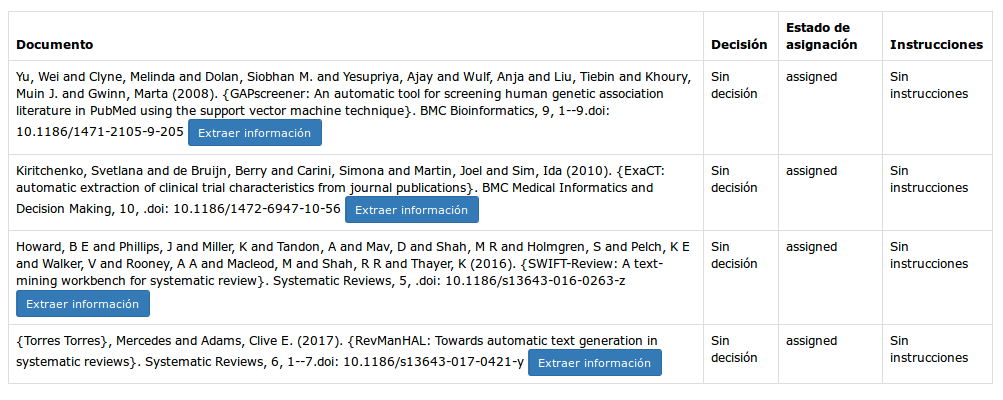 Documento Decisión Estado de asignación Instrucciones
Yu, Wei and Clyne, Melinda and Dolan, Siobhan M. and Yesupriya, Ajay and Wulf, Anja and Liu, Tiebin and Khoury,
Muin J. and Gwinn, Marta (2008). {GAPscreener: An automatic tool for screening human genetic association
literature in PubMed using the support vector machine technique}. BMC Bioinformatics, 9, 1--9.doi:
10.1186/1471-2105-9-205 Extraer información
Sin
decisión
assigned
Sin
instrucciones
Kiritchenko, Svetlana and de Bruijn, Berry and Carini, Simona and Martin, Joel and Sim, Ida (2010). {ExaCT:
automatic extraction of clinical trial characteristics from journal publications}. BMC Medical Informatics and
Decision Making, 10, .doi: 10.1186/1472-6947-10-56 Extraer información
Sin
decisión
assigned
Sin
instrucciones
Howard, B E and Phillips, J and Miller, K and Tandon, A and Mav, D and Shah, M R and Holmgren, S and Pelch, K E
and Walker, V and Rooney, A A and Macleod, M and Shah, R R and Thayer, K (2016). {SWIFT-Review: A text-
mining workbench for systematic review}. Systematic Reviews, 5, .doi: 10.1186/s13643-016-0263-z
Extraer información
Sin
decisión
assigned
Sin
instrucciones
{Torres Torres}, Mercedes and Adams, Clive E. (2017). {RevManHAL: Towards automatic text generation in
systematic reviews}. Systematic Reviews, 6, 1--7.doi: 10.1186/s13643-017-0421-y Extraer información
Sin
decisión
assigned
Sin
instrucciones